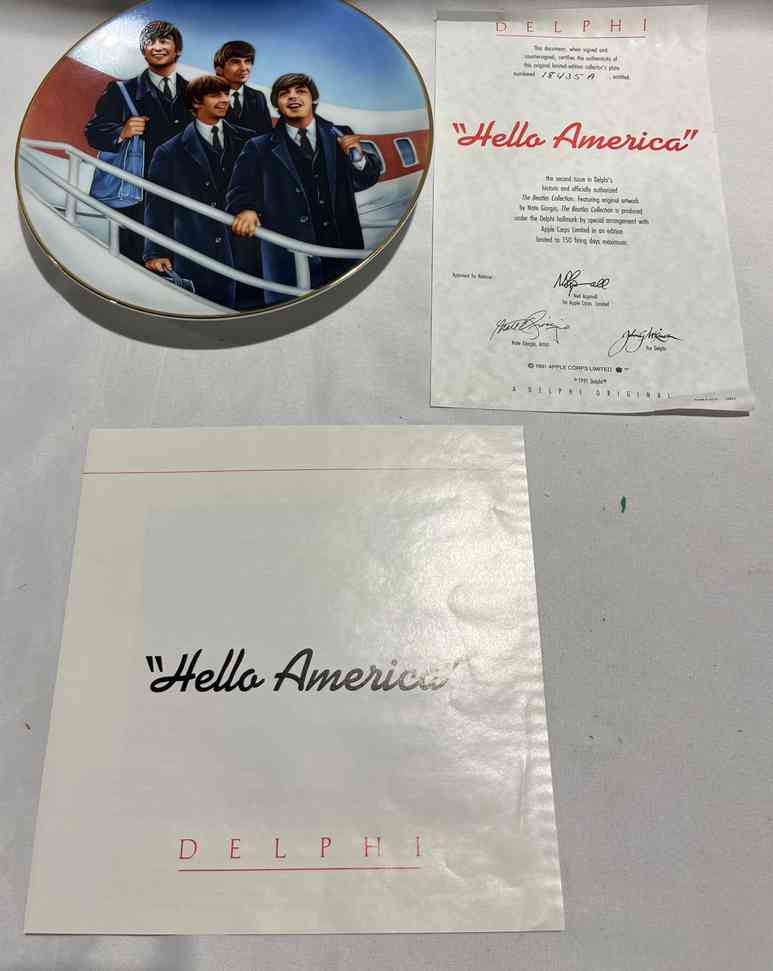 DELPHI
This document, when signed and
countersigned, certifies the authenticity of
this original limited-edition collector's plate
numbered 18435A , entitled:
"Hello America"
the second issue in Delphi's
historic and officially authorized
The Beatles Collection. Featuring original artwork
by Nate Giorgio, The Beatles Collection is produced
under the Delphi hallmark by special arrangement with
Apple Corps Limited in an edition
limited to 150 firing days maximum.
Approved for Release:
Neil Aspinall
for Apple Corps Limited
Nate Giorgio, Artist
For Delphi
© 1991 APPLE CORPS LIMITED
© 1991 Delphi
A DELPHI ORIGINAL
"Hello America"
DELPHI